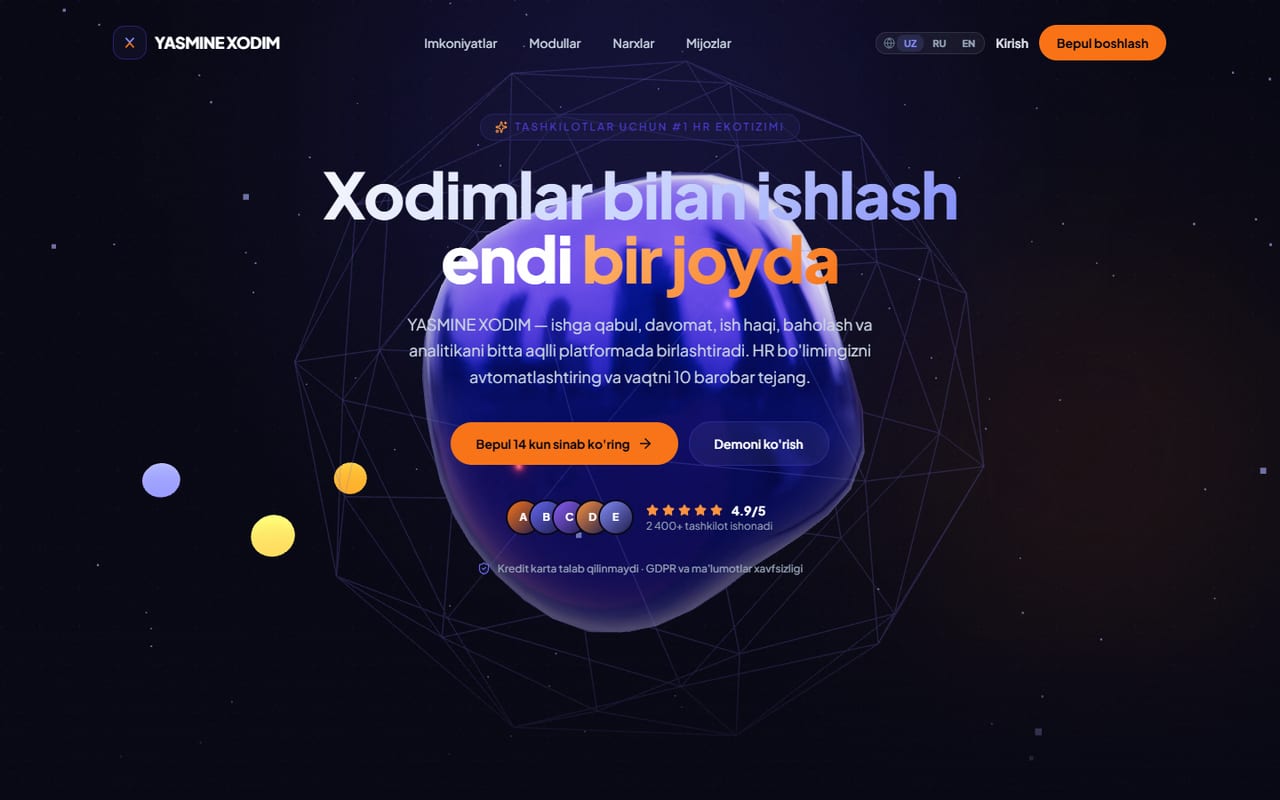 YASMINE XODIM
Imkoniyatlar
Modullar
Narxlar
Mijozlar
UZ
RU
EN
Kirish
Bepul boshlash
TASHKILOTLAR UCHUN #1 HR EKOTIZIMI
Xodimlar bilan ishlash
endi bir joyda
YASMINE XODIM — ishga qabul, davomat, ish haqi, baholash va
analitikani bitta aqlli platformada birlashtiradi. HR bo'limingizni
avtomatlashtiring va vaqtni 10 barobar tejang.
Bepul 14 kun sinab ko'ring →
Demoni ko'rish
A B C D E
4.9/5
2 400+ tashkilot ishonadi
Kredit karta talab qilinmaydi · GDPR va ma'lumotlar xavfsizligi